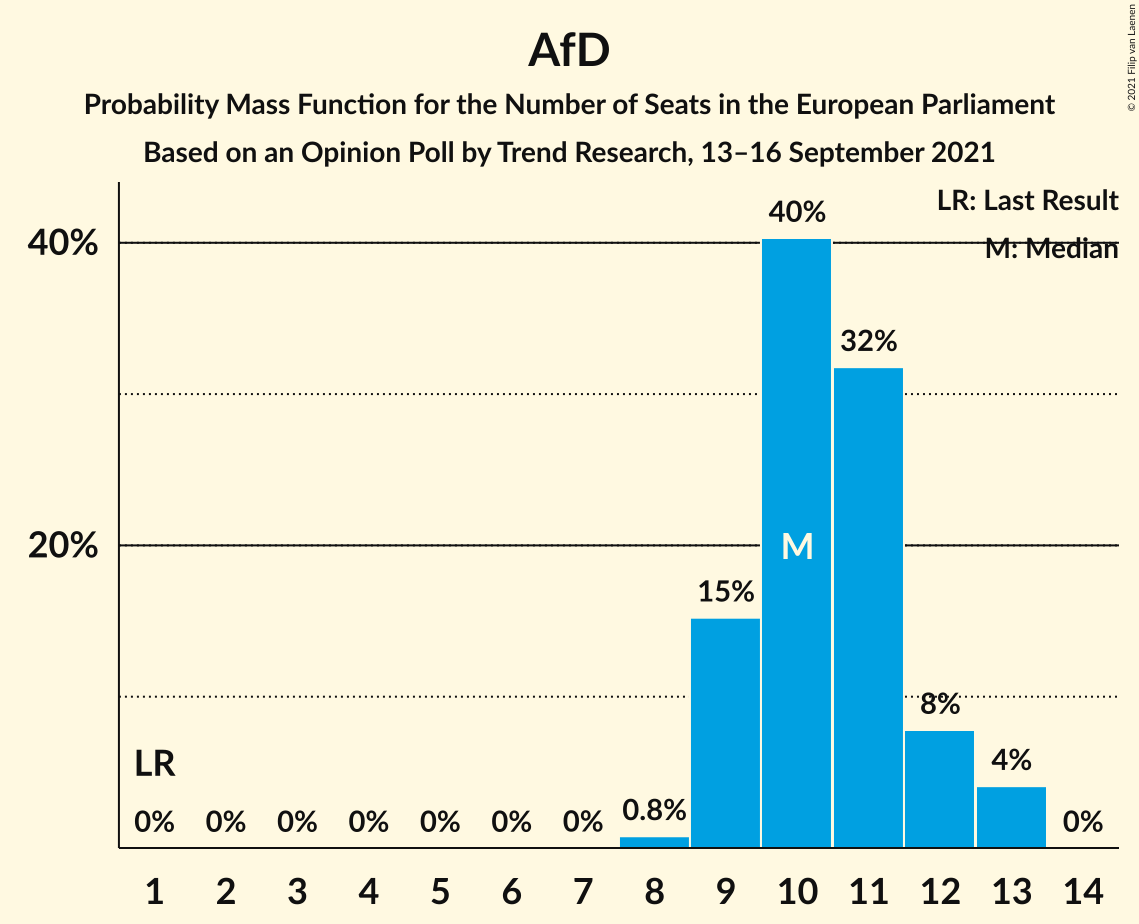 AfD
Probability Mass Function for the Number of Seats in the European Parliament
Based on an Opinion Poll by Trend Research, 13–16 September 2021
© 2021 Filip van Laenen
LR: Last Result
M: Median
40%
20%
40%
32%
15%
8%
4%
0.8%
M
LR
0% 0% 0% 0% 0% 0% 0% 0%
1 2 3 4 5 6 7 8 9 10 11 12 13 14